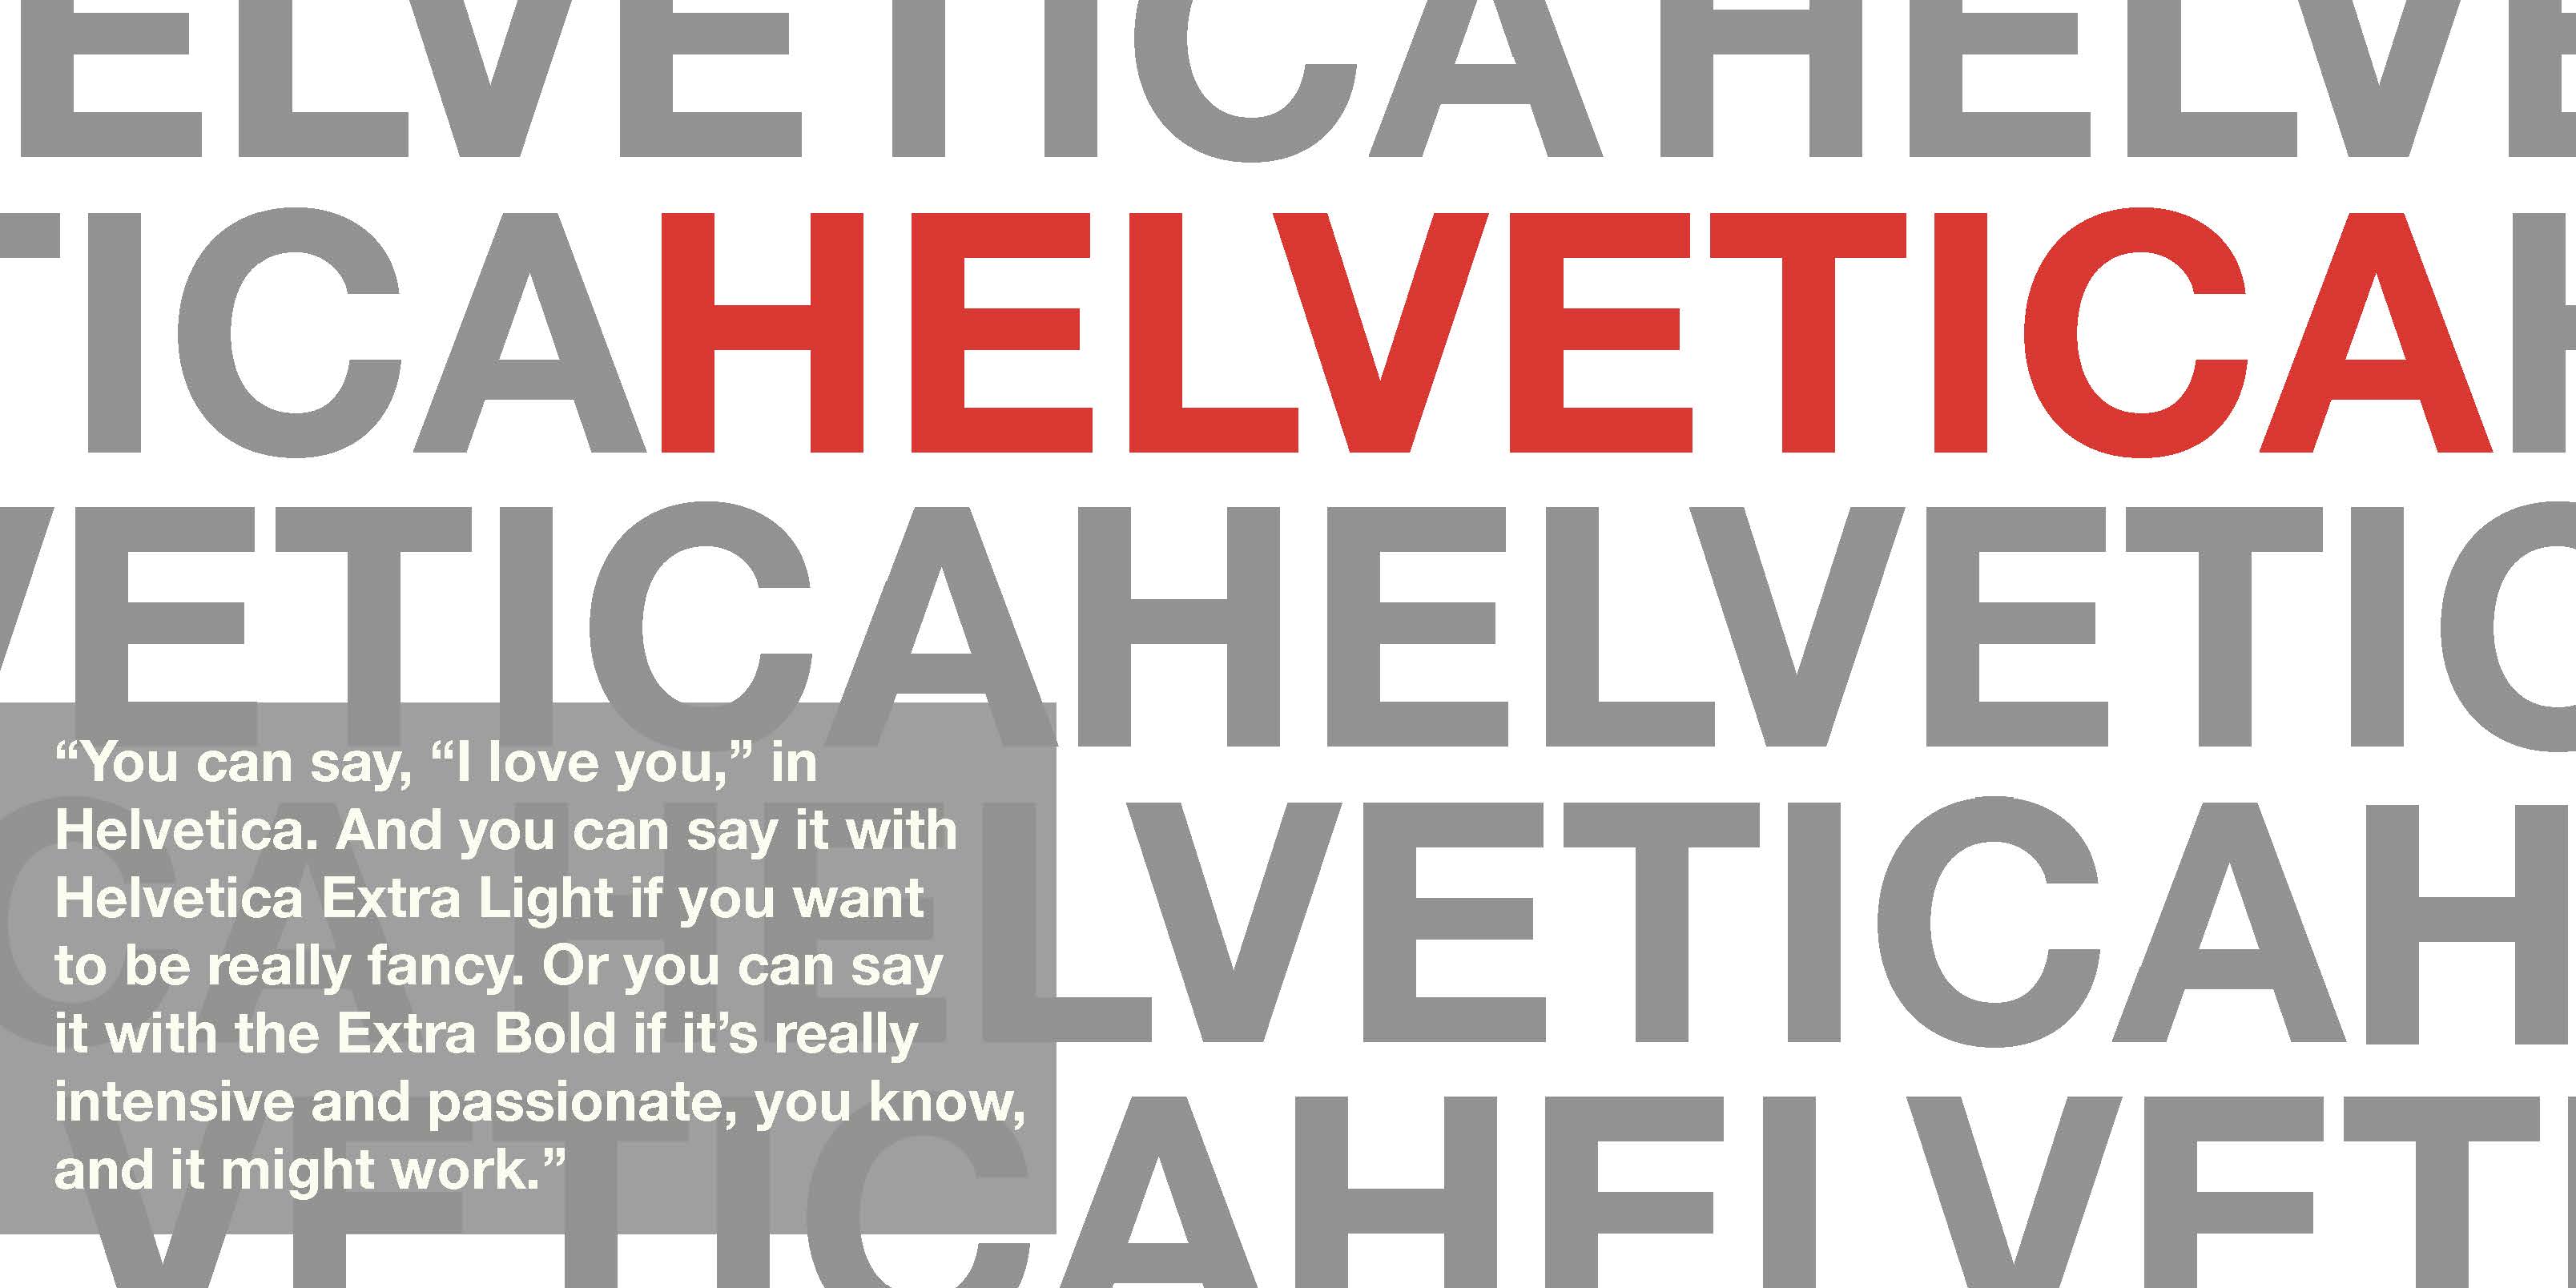 ELVETICAHELVE
TICAHELVETICAH
VETICAHELVETIC
CAHELVETICAH
VETICAHELVETI
“You can say, “I love you,” in
Helvetica. And you can say it with
Helvetica Extra Light if you want
to be really fancy. Or you can say
it with the Extra Bold if it’s really
intensive and passionate, you know,
and it might work.”